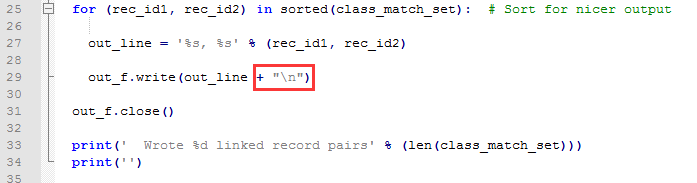 25 for (rec_id1, rec_id2) in sorted(class_match_set):  # Sort for nicer output
26
27   out_line = '%s, %s' % (rec_id1, rec_id2)
28
29   out_f.write(out_line + "\n")
30
31 out_f.close()
32
33 print('  Wrote %d linked record pairs' % (len(class_match_set)))
34 print('')
35